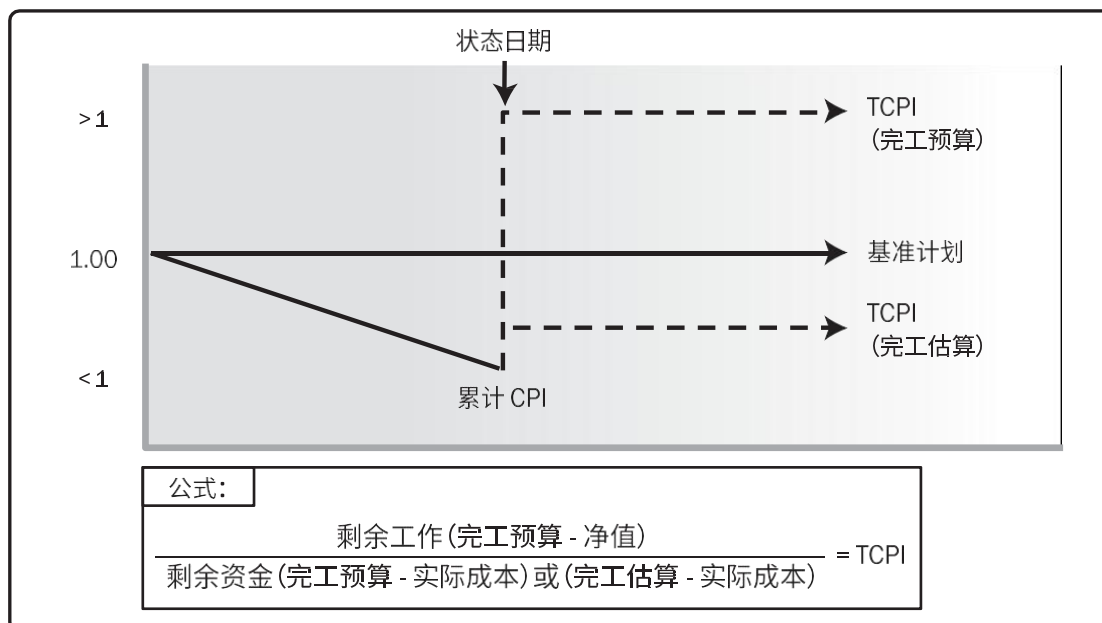 状态日期
>1
TCPI
(完工预算)
1.00
基准计划
TCPI
(完工估算)
<1
累计 CPI
公式：
剩余工作(完工预算 - 净值)
剩余资金(完工预算 - 实际成本)或(完工估算 - 实际成本)
= TCPI